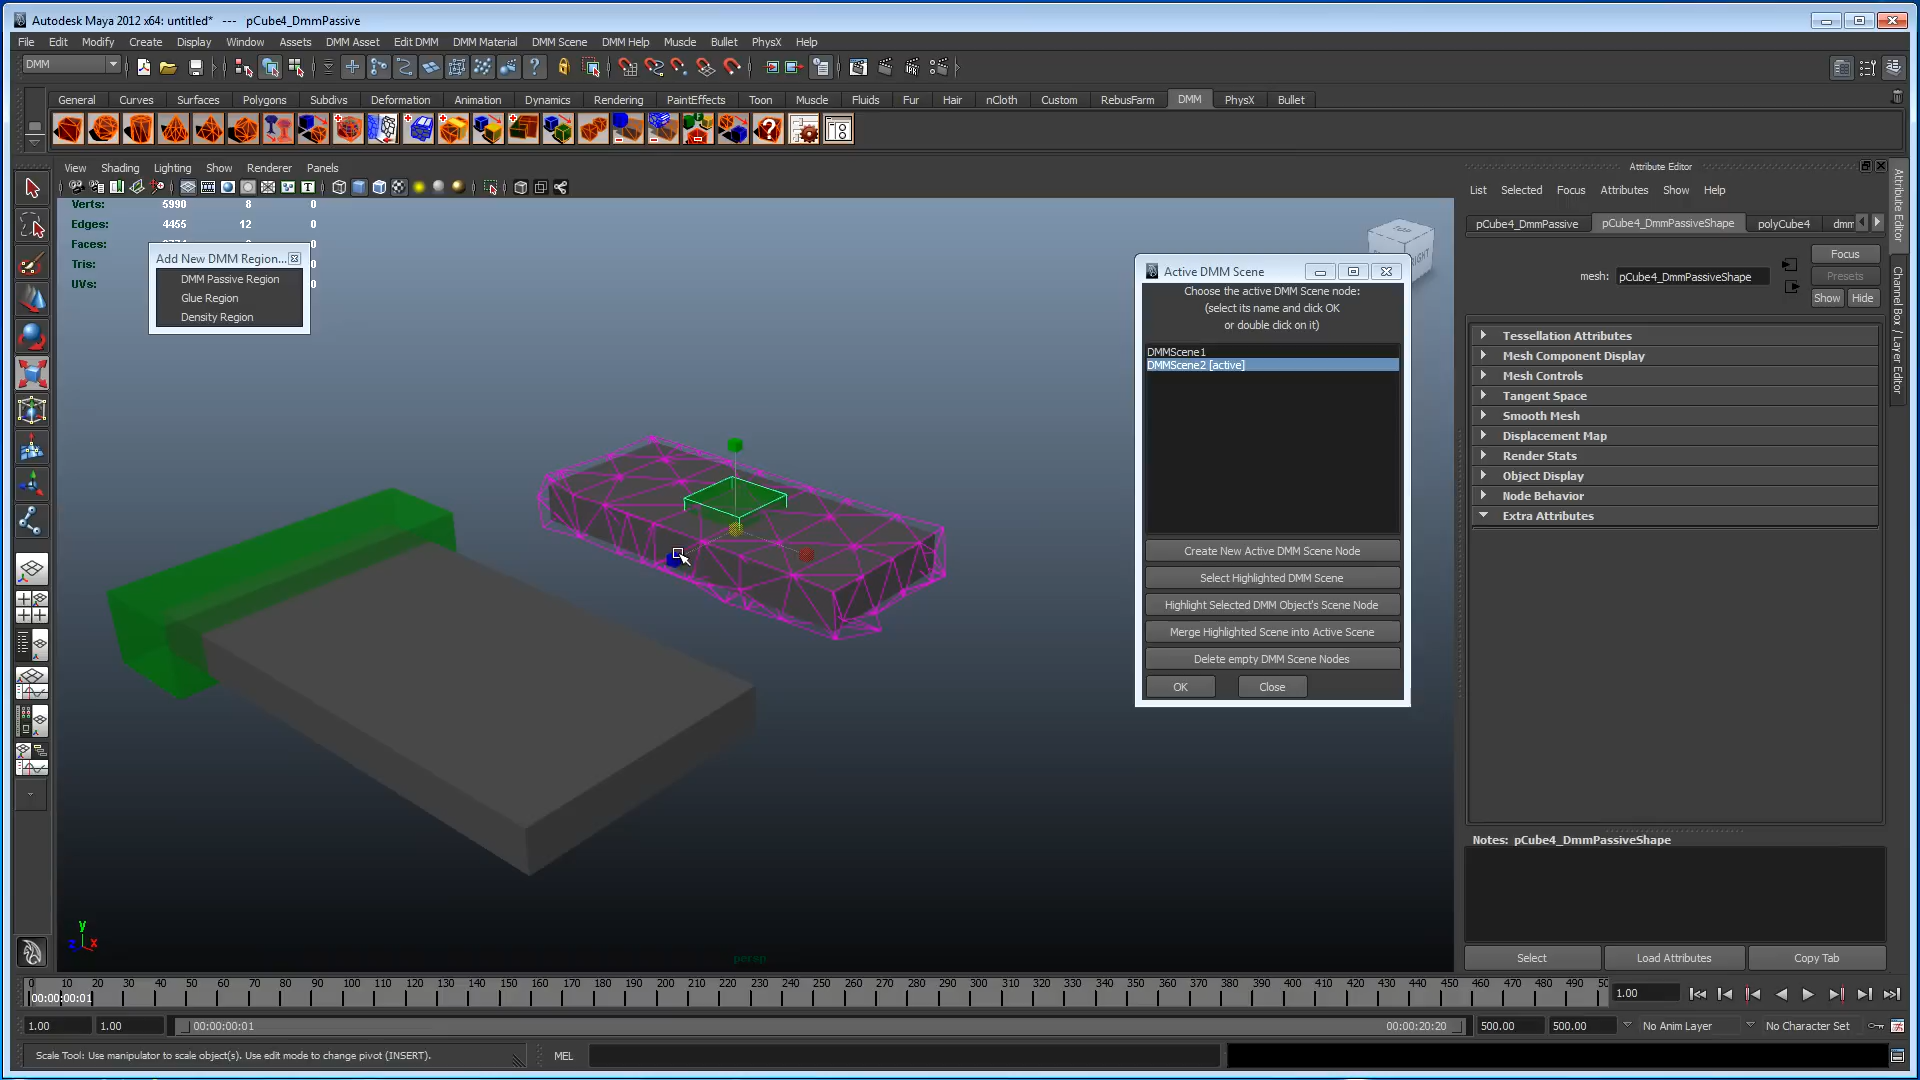 Autodesk Maya 2012 x64: untitled* --- pCube4_DmmPassive
File Edit Modify Create Display Window Assets DMM Asset Edit DMM DMM Material DMM Scene DMM Help Muscle Bullet PhysX Help
DMM
General Curves Surfaces Subdivs Polygons Deformation Animation Dynamics Rendering PaintEffects Toon Muscle Fluids Fur Hair nCloth Custom RebusFarm DMM PhysX Bullet
View Shading Lighting Show Renderer Panels
Verts: 5990 8 0
Edges: 4455 12 0
Faces: 0
Tris: 0
UVs: 0
Add New DMM Region...
DMM Passive Region
Glue Region
Density Region
TOP
RIGHT
Active DMM Scene
Choose the active DMM Scene node:
(select its name and click OK
or double click on it)
DMMScene1
DMMScene2 [active]
Create New Active DMM Scene Node
Select Highlighted DMM Scene
Highlight Selected DMM Object's Scene Node
Merge Highlighted Scene into Active Scene
Delete empty DMM Scene Nodes
OK Close
Attribute Editor
List Selected Focus Attributes Show Help
pCube4_DmmPassive pCube4_DmmPassiveShape polyCube4 dmm
Focus
mesh: pCube4_DmmPassiveShape
Presets
Show Hide
Tessellation Attributes
Mesh Component Display
Mesh Controls
Tangent Space
Smooth Mesh
Displacement Map
Render Stats
Object Display
Node Behavior
Extra Attributes
Notes: pCube4_DmmPassiveShape
Select Load Attributes Copy Tab
Attribute Editor
Channel Box / Layer Editor
y
z x
persp
0 10 20 30 40 50 60 70 80 90 100 110 120 130 140 150 160 170 180 190 200 210 220 230 240 250 260 270 280 290 300 310 320 330 340 350 360 370 380 390 400 410 420 430 440 450 460 470 480 490 50
00:00:00:01
1.00
1.00 1.00 00:00:00:01 00:00:20:20 500.00 500.00 No Anim Layer No Character Set
Scale Tool: Use manipulator to scale object(s). Use edit mode to change pivot (INSERT).
MEL